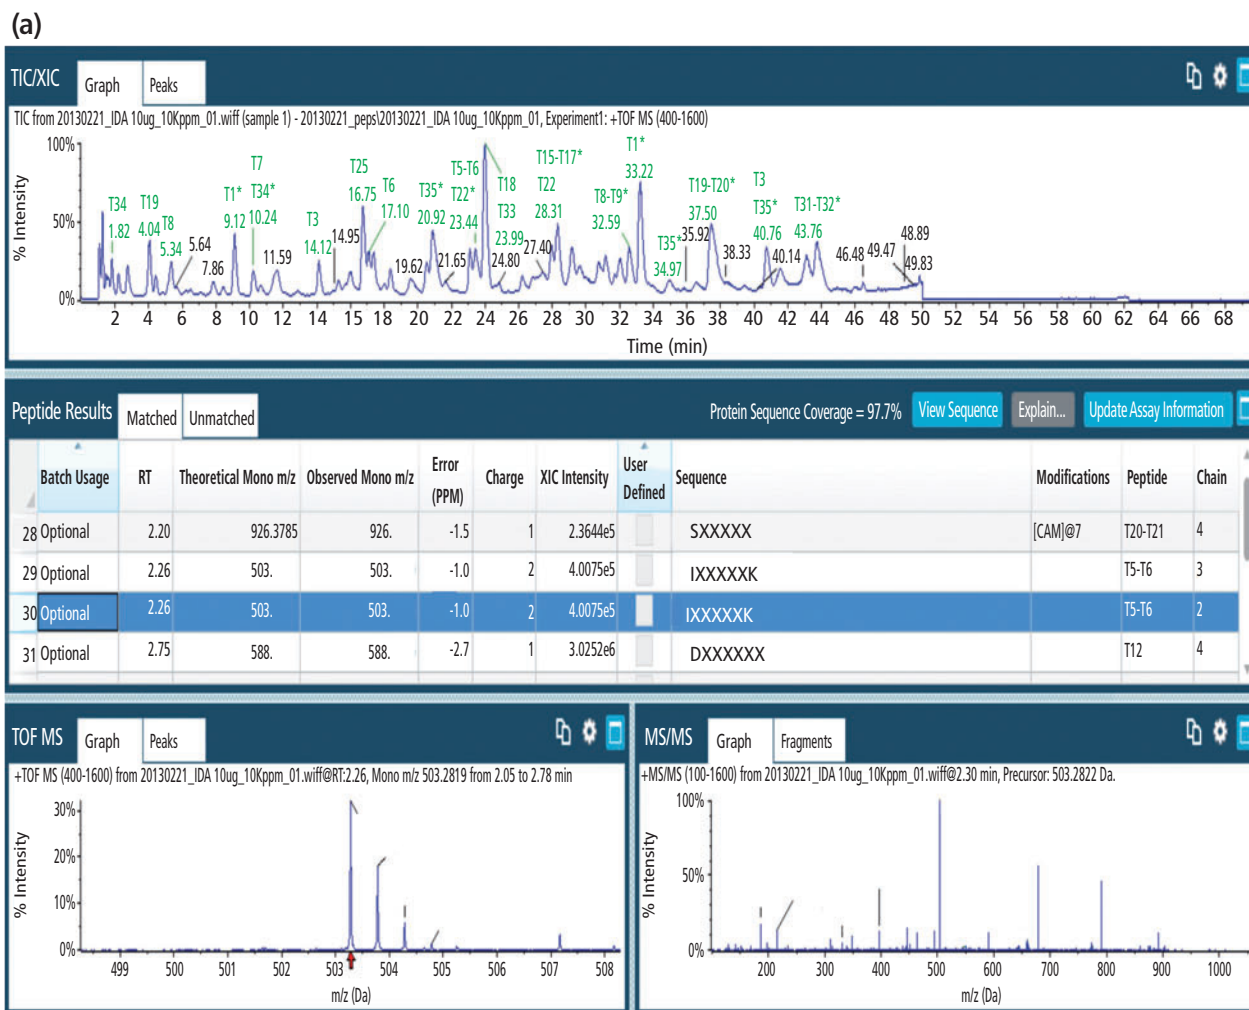 (a)
TIC/XIC Graph Peaks
TIC from 20130221_IDA 10ug_10Kppm_01.wiff (sample 1) - 20130221_peps\20130221_IDA 10ug_10Kppm_01, Experiment1: +TOF MS (400-1600)
% Intensity
100%
50%
0%
T34
1.82
T19
4.04
T8
5.34
5.64
7.86
T1*
9.12
T7
T34*
10.24
11.59
T3
14.12
14.95
T25
16.75
T6
17.10
19.62
T35*
20.92
21.65
T5-T6
T22*
23.44
T18
T33
23.99
24.80
27.40
T15-T17*
T22
28.31
T8-T9*
32.59
T1*
33.22
T35*
34.97
35.92
T19-T20*
37.50
38.33
T3
T35*
40.76
40.14
T31-T32*
43.76
46.48
49.47
48.89
49.83
2 4 6 8 10 12 13 15 16 18 19 21 22 24 26 28 30 32 34 36 38 40 42 44 46 48 50 52 54 56 58 60 62 64 66 68
Time (min)
Peptide Results Matched Unmatched Protein Sequence Coverage = 97.7% View Sequence Explain... Update Assay Information
Batch Usage RT Theoretical Mono m/z Observed Mono m/z Error (PPM) Charge XIC Intensity User Defined Sequence Modifications Peptide Chain
28 Optional 2.20 926.3785 926. -1.5 1 2.3644e5 SXXXXX [CAM]@7 T20-T21 4
29 Optional 2.26 503. 503. -1.0 2 4.0075e5 IXXXXXK T5-T6 3
30 Optional 2.26 503. 503. -1.0 2 4.0075e5 IXXXXXK T5-T6 2
31 Optional 2.75 588. 588. -2.7 1 3.0252e6 DXXXXXX T12 4
TOF MS Graph Peaks
+TOF MS (400-1600) from 20130221_IDA 10ug_10Kppm_01.wiff@RT:2.26, Mono m/z 503.2819 from 2.05 to 2.78 min
% Intensity
30%
20%
10%
0%
499 500 501 502 503 504 505 506 507 508
m/z (Da)
MS/MS Graph Fragments
+MS/MS (100-1600) from 20130221_IDA 10ug_10Kppm_01.wiff@2.30 min, Precursor: 503.2822 Da.
% Intensity
100%
50%
0%
200 300 400 500 600 700 800 900 1000
m/z (Da)